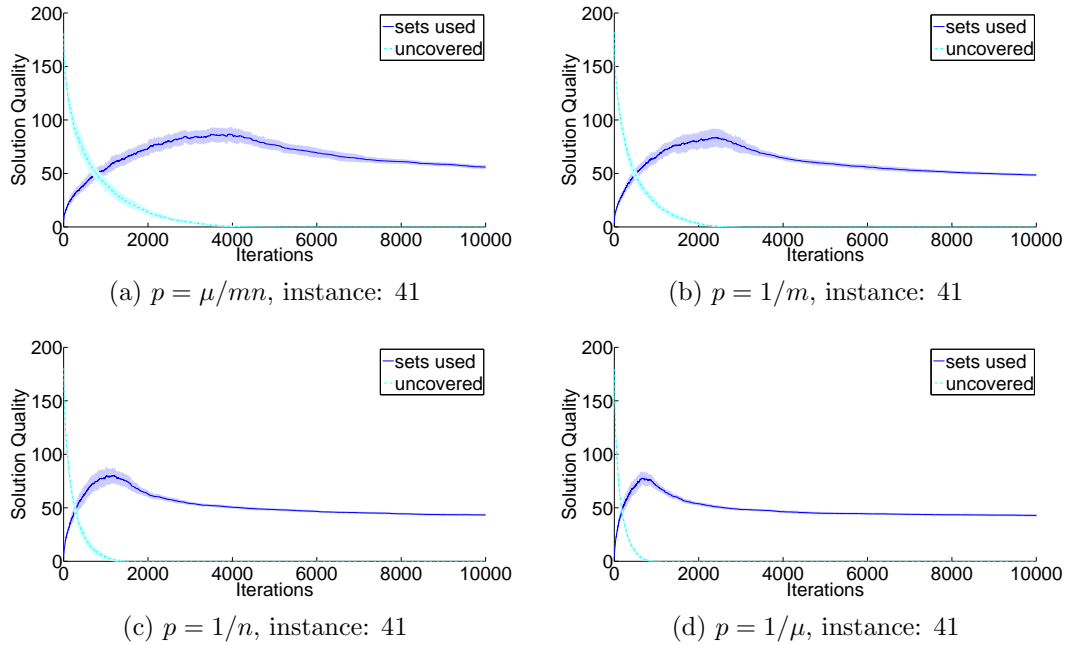 200
150
100
50
0
Solution Quality
sets used
uncovered
0 2000 4000 6000 8000 10000
Iterations
(a) p = μ/mn, instance: 41
200
150
100
50
0
Solution Quality
sets used
uncovered
0 2000 4000 6000 8000 10000
Iterations
(b) p = 1/m, instance: 41
200
150
100
50
0
Solution Quality
sets used
uncovered
0 2000 4000 6000 8000 10000
Iterations
(c) p = 1/n, instance: 41
200
150
100
50
0
Solution Quality
sets used
uncovered
0 2000 4000 6000 8000 10000
Iterations
(d) p = 1/μ, instance: 41